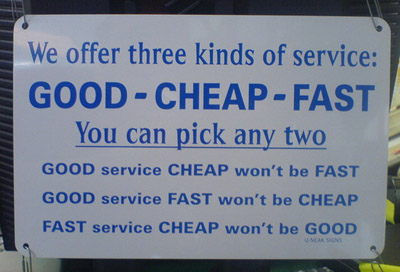 We offer three kinds of service:
GOOD - CHEAP - FAST
You can pick any two
GOOD service CHEAP won't be FAST
GOOD service FAST won't be CHEAP
FAST service CHEAP won't be GOOD